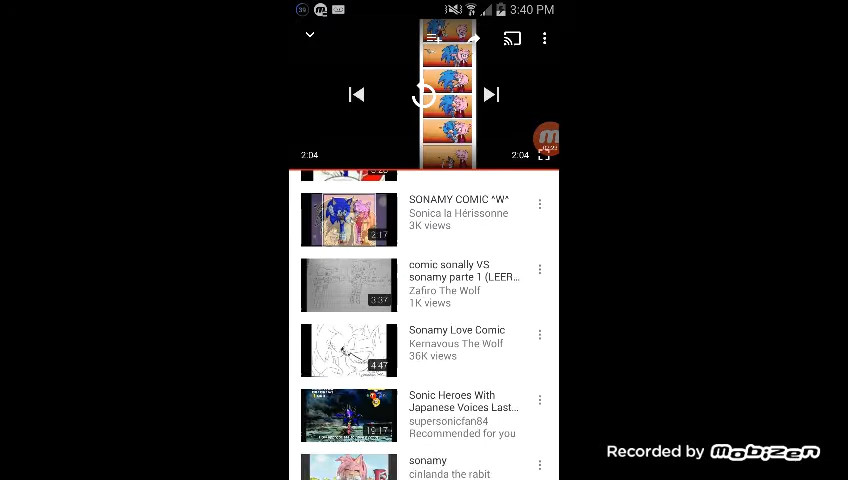 39
3:40 PM
2:04
2:04
SONAMY COMIC ^W^
Sonica la Hérissonne
3K views
2:17
comic sonally VS
sonamy parte 1 (LEER...
Zafiro The Wolf
1K views
3:37
Sonamy Love Comic
Kernavous The Wolf
36K views
4:47
Sonic Heroes With
Japanese Voices Last...
supersonicfan84
Recommended for you
19:17
sonamy
cinlanda the rabit
Recorded by Mobizen